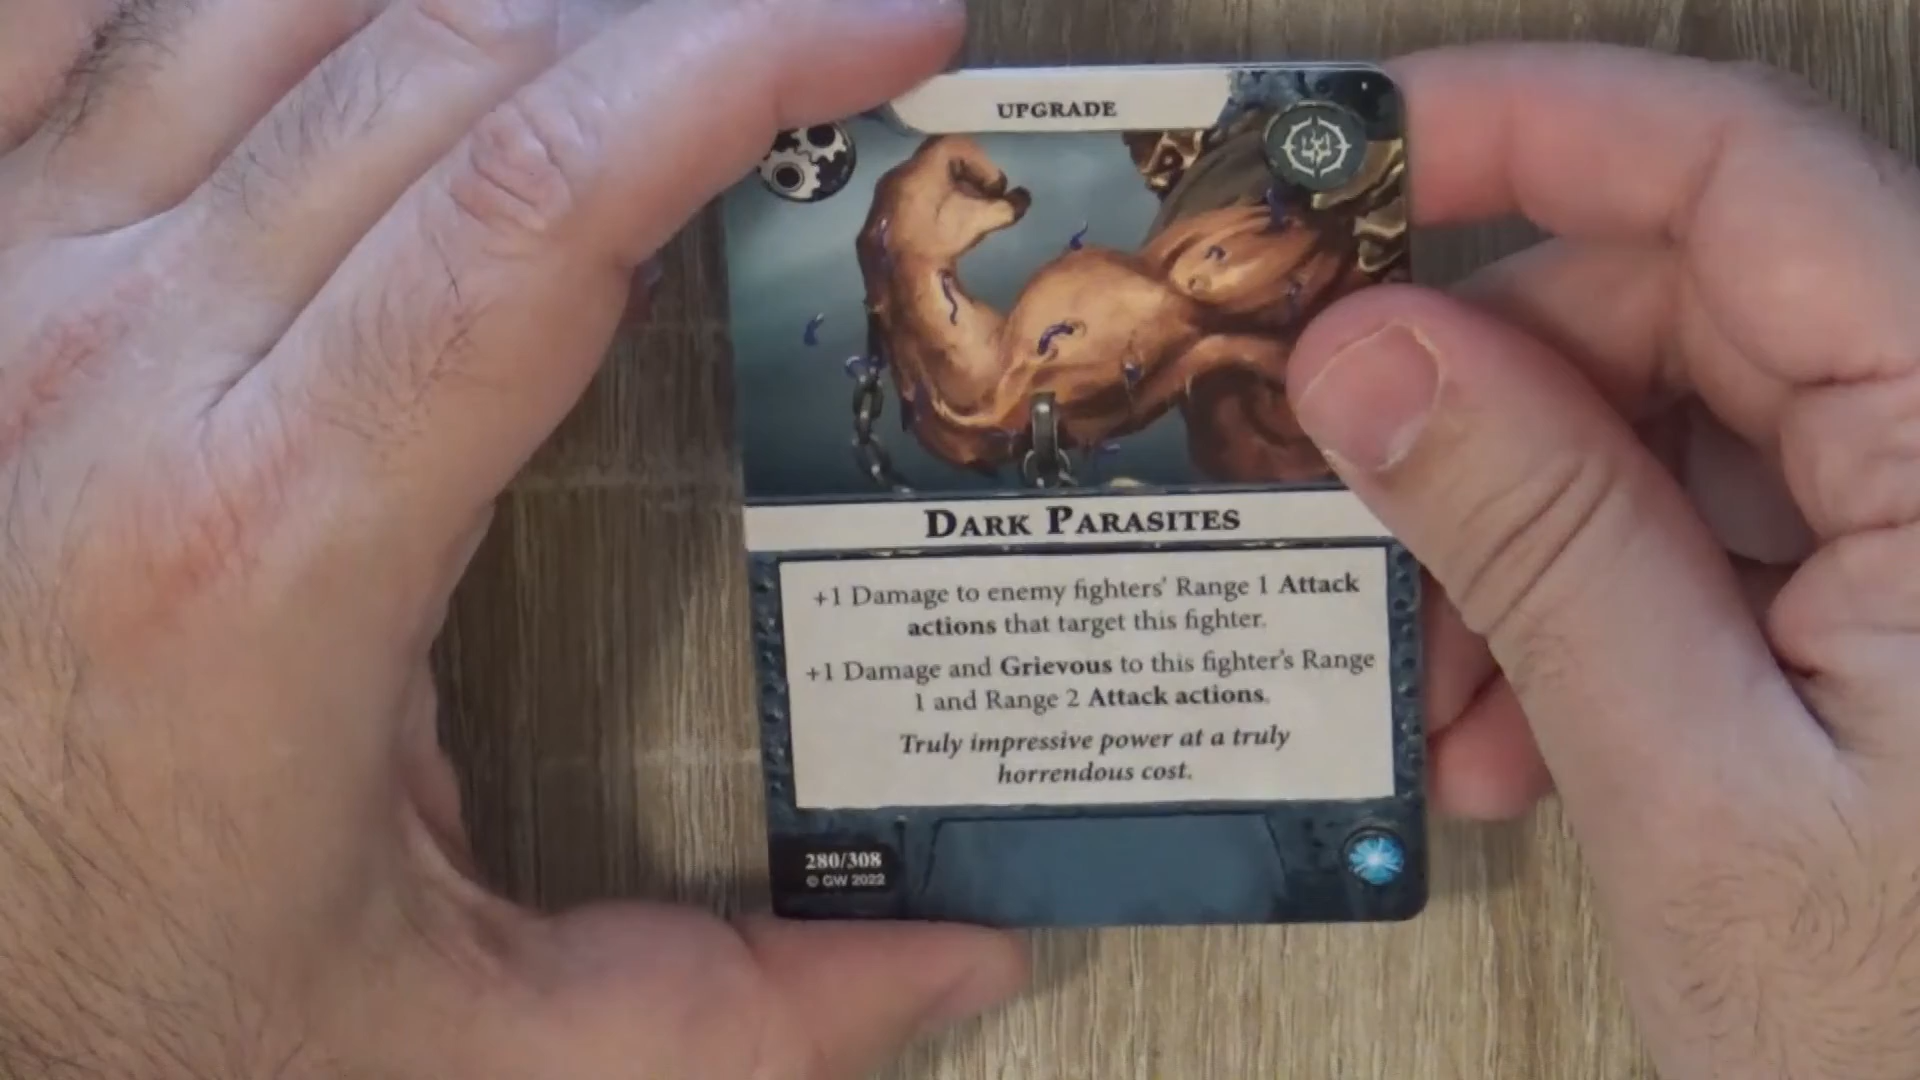 UPGRADE
DARK PARASITES
+1 Damage to enemy fighters' Range 1 Attack
actions that target this fighter.
+1 Damage and Grievous to this fighter's Range
1 and Range 2 Attack actions.
Truly impressive power at a truly
horrendous cost.
280/308
© GW 2022